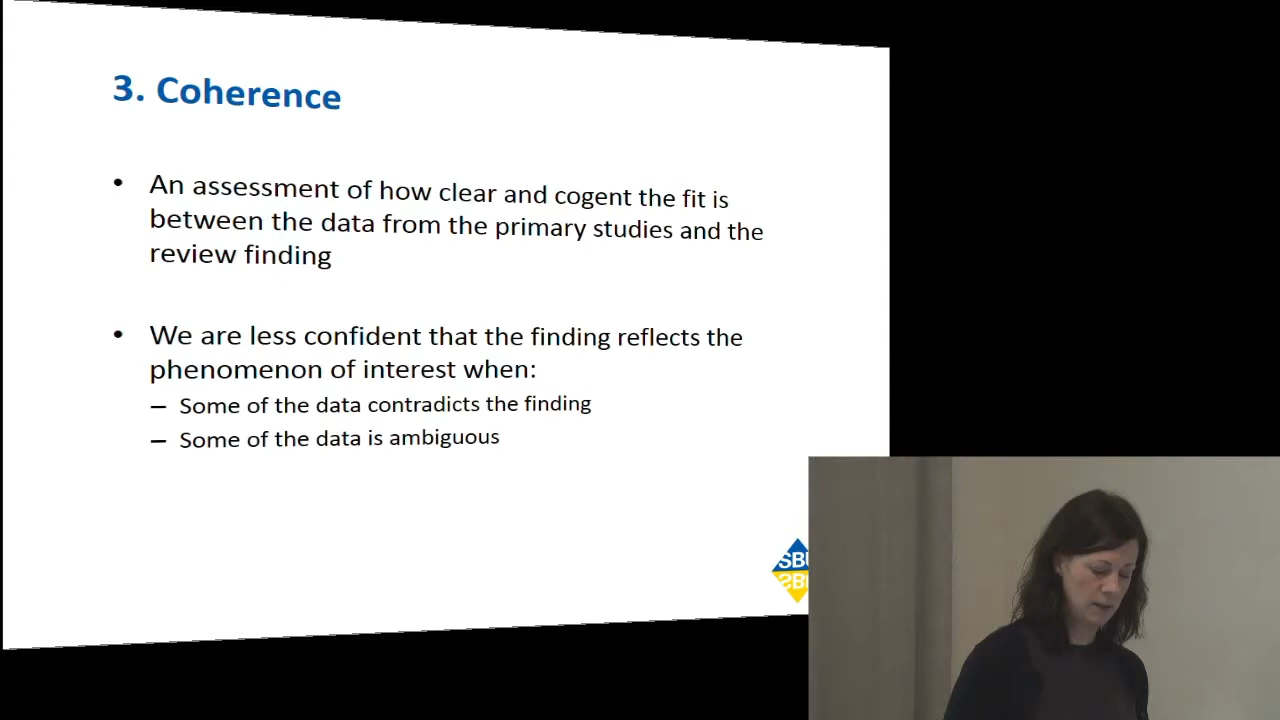 3. Coherence
• An assessment of how clear and cogent the fit is
between the data from the primary studies and the
review finding
• We are less confident that the finding reflects the
phenomenon of interest when:
– Some of the data contradicts the finding
– Some of the data is ambiguous